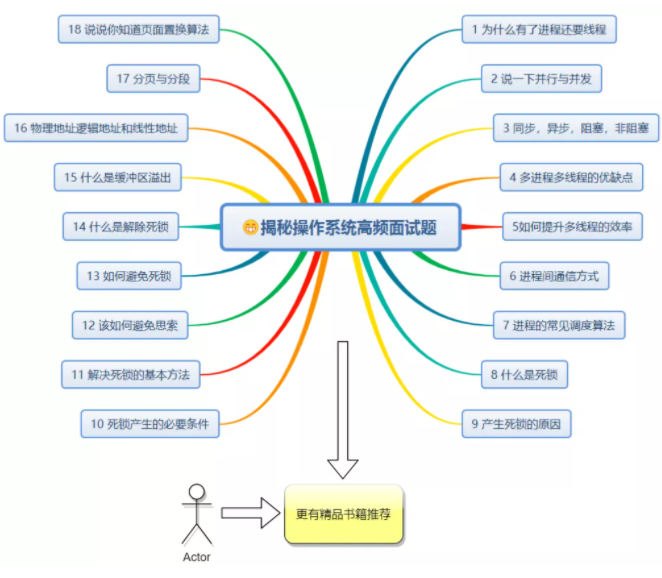 😁揭秘操作系统高频面试题
1 为什么有了进程还要线程
2 说一下并行与并发
3 同步，异步，阻塞，非阻塞
4 多进程多线程的优缺点
5如何提升多线程的效率
6 进程间通信方式
7 进程的常见调度算法
8 什么是死锁
9 产生死锁的原因
10 死锁产生的必要条件
11 解决死锁的基本方法
12 该如何避免思索
13 如何避免死锁
14 什么是解除死锁
15 什么是缓冲区溢出
16 物理地址逻辑地址和线性地址
17 分页与分段
18 说说你知道页面置换算法
更有精品书籍推荐
Actor